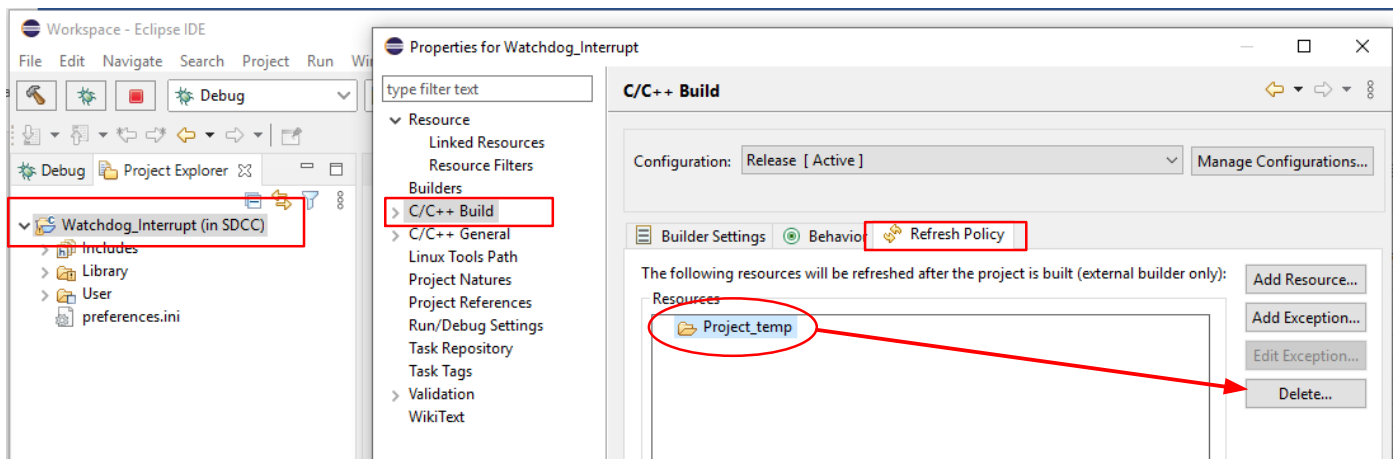 Workspace - Eclipse IDE
File Edit Navigate Search Project Run
Debug
Debug Project Explorer
Watchdog_Interrupt (in SDCC)
Includes
Library
User
preferences.ini
Properties for Watchdog_Interrupt
type filter text
Resource
Linked Resources
Resource Filters
Builders
C/C++ Build
C/C++ General
Linux Tools Path
Project Natures
Project References
Run/Debug Settings
Task Repository
Task Tags
Validation
WikiText
C/C++ Build
Configuration: Release [ Active ] Manage Configurations...
Builder Settings Behavior Refresh Policy
The following resources will be refreshed after the project is built (external builder only):
Resources
Project_temp
Add Resource...
Add Exception...
Edit Exception...
Delete...